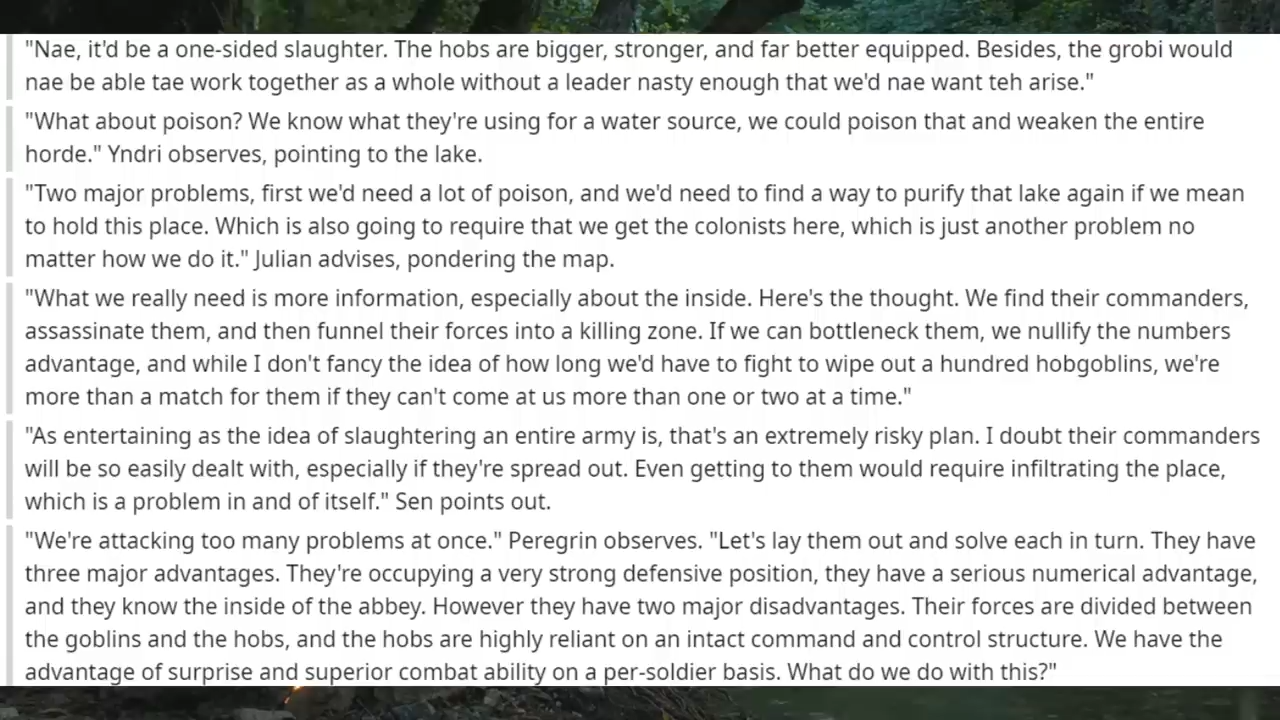 "Nae, it'd be a one-sided slaughter. The hobs are bigger, stronger, and far better equipped. Besides, the grobi would
nae be able tae work together as a whole without a leader nasty enough that we'd nae want teh arise."
"What about poison? We know what they're using for a water source, we could poison that and weaken the entire
horde." Yndri observes, pointing to the lake.
"Two major problems, first we'd need a lot of poison, and we'd need to find a way to purify that lake again if we mean
to hold this place. Which is also going to require that we get the colonists here, which is just another problem no
matter how we do it." Julian advises, pondering the map.
"What we really need is more information, especially about the inside. Here's the thought. We find their commanders,
assassinate them, and then funnel their forces into a killing zone. If we can bottleneck them, we nullify the numbers
advantage, and while I don't fancy the idea of how long we'd have to fight to wipe out a hundred hobgoblins, we're
more than a match for them if they can't come at us more than one or two at a time."
"As entertaining as the idea of slaughtering an entire army is, that's an extremely risky plan. I doubt their commanders
will be so easily dealt with, especially if they're spread out. Even getting to them would require infiltrating the place,
which is a problem in and of itself." Sen points out.
"We're attacking too many problems at once." Peregrin observes. "Let's lay them out and solve each in turn. They have
three major advantages. They're occupying a very strong defensive position, they have a serious numerical advantage,
and they know the inside of the abbey. However they have two major disadvantages. Their forces are divided between
the goblins and the hobs, and the hobs are highly reliant on an intact command and control structure. We have the
advantage of surprise and superior combat ability on a per-soldier basis. What do we do with this?"